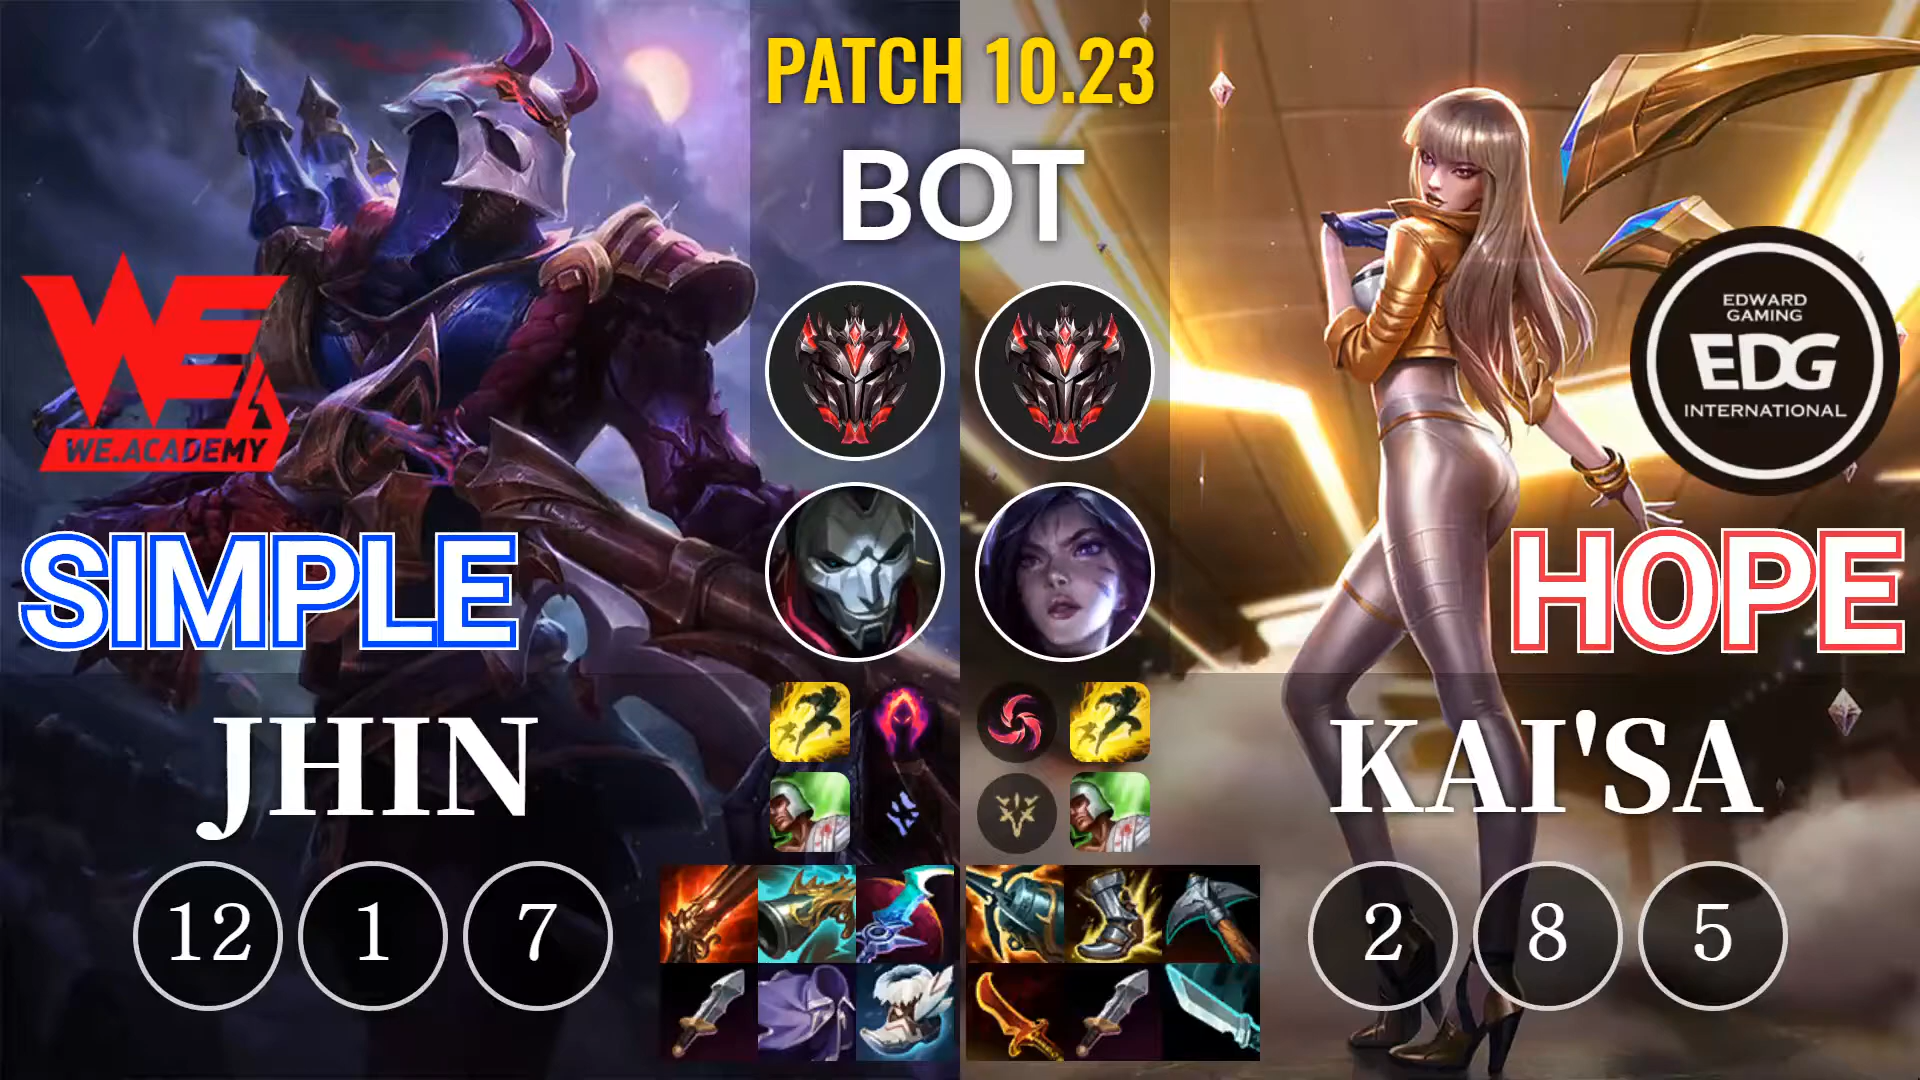 PATCH 10.23
BOT
WE
WE.ACADEMY
EDWARD
GAMING
EDG
INTERNATIONAL
SIMPLE
HOPE
JHIN
KAI'SA
12 1 7
2 8 5